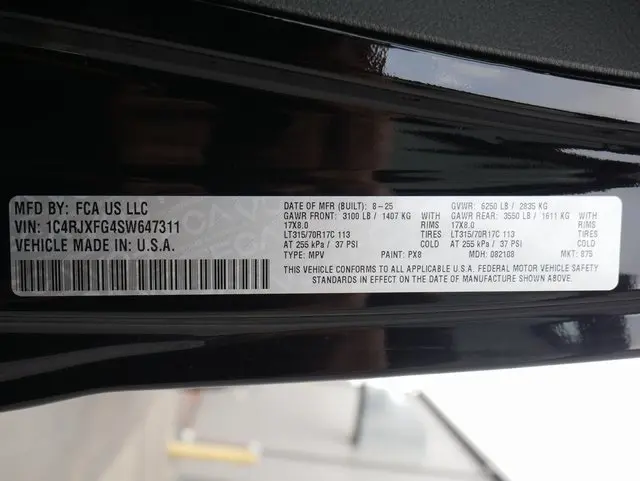 MFD BY: FCA US LLC
VIN: 1C4RJXFG4SW647311
VEHICLE MADE IN: U.S.A.
DATE OF MFR (BUILT): 8-25
GVWR: 6250 LB / 2835 KG
GAWR FRONT: 3100 LB / 1407 KG
GAWR REAR: 3550 LB / 1611 KG
17X8.0 RIMS
17X8.0 RIMS
LT315/70R17C 113 TIRES
LT315/70R17C 113 TIRES
AT 255 kPa / 37 PSI COLD
AT 255 kPa / 37 PSI COLD
TYPE: MPV PAINT: PX8 MDH: 082108 MKT: 875
THIS VEHICLE CONFORMS TO ALL APPLICABLE U.S.A. FEDERAL MOTOR VEHICLE SAFETY
STANDARDS IN EFFECT ON THE DATE OF MANUFACTURE SHOWN ABOVE.